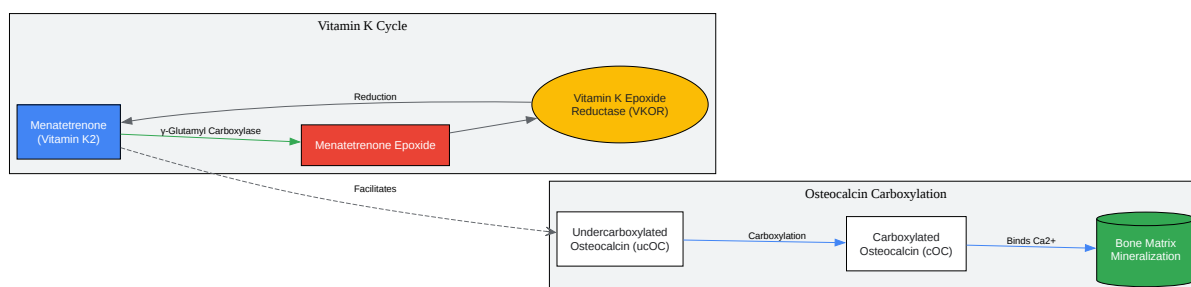 Vitamin K Cycle
Menatetrenone
(Vitamin K2)
Reduction
γ-Glutamyl Carboxylase
Menatetrenone Epoxide
Vitamin K Epoxide
Reductase (VKOR)
Facilitates
Osteocalcin Carboxylation
Undercarboxylated
Osteocalcin (ucOC)
Carboxylation
Carboxylated
Osteocalcin (cOC)
Binds Ca2+
Bone Matrix
Mineralization